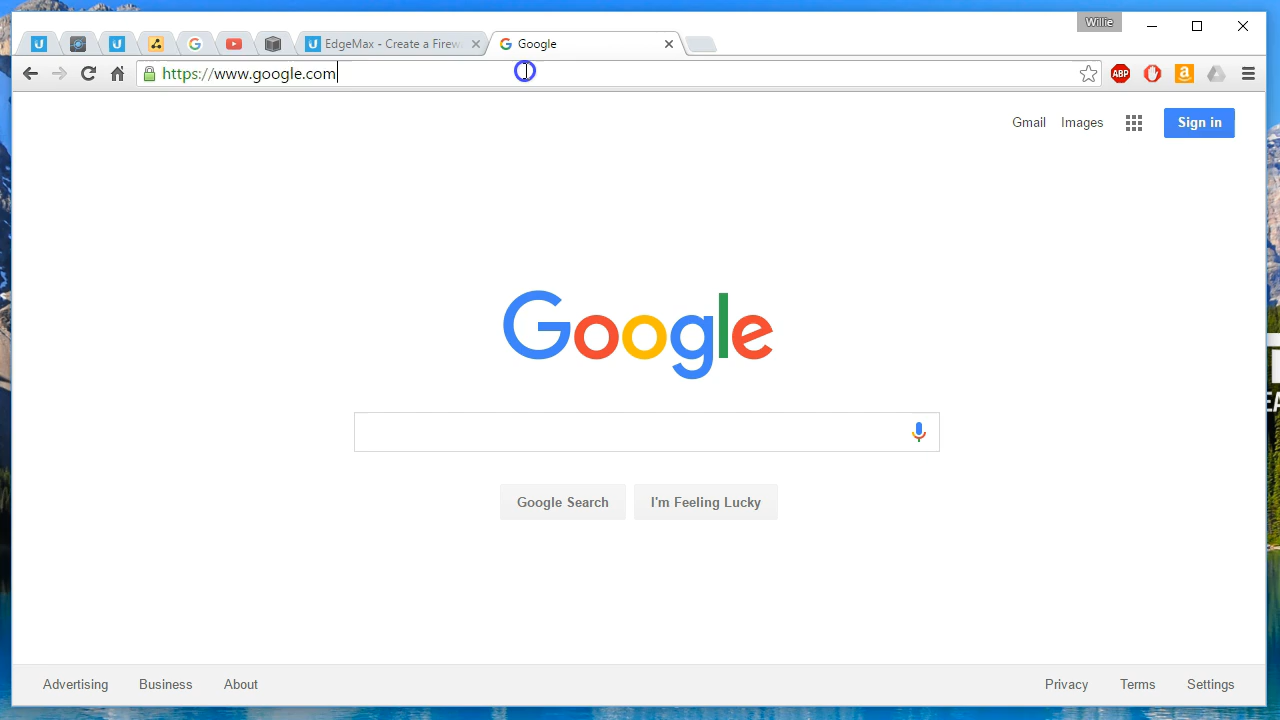 Willie
EdgeMax - Create a Firew
Google
https://www.google.com
ABP
Gmail Images Sign in
Google
Google Search I'm Feeling Lucky
Advertising Business About Privacy Terms Settings